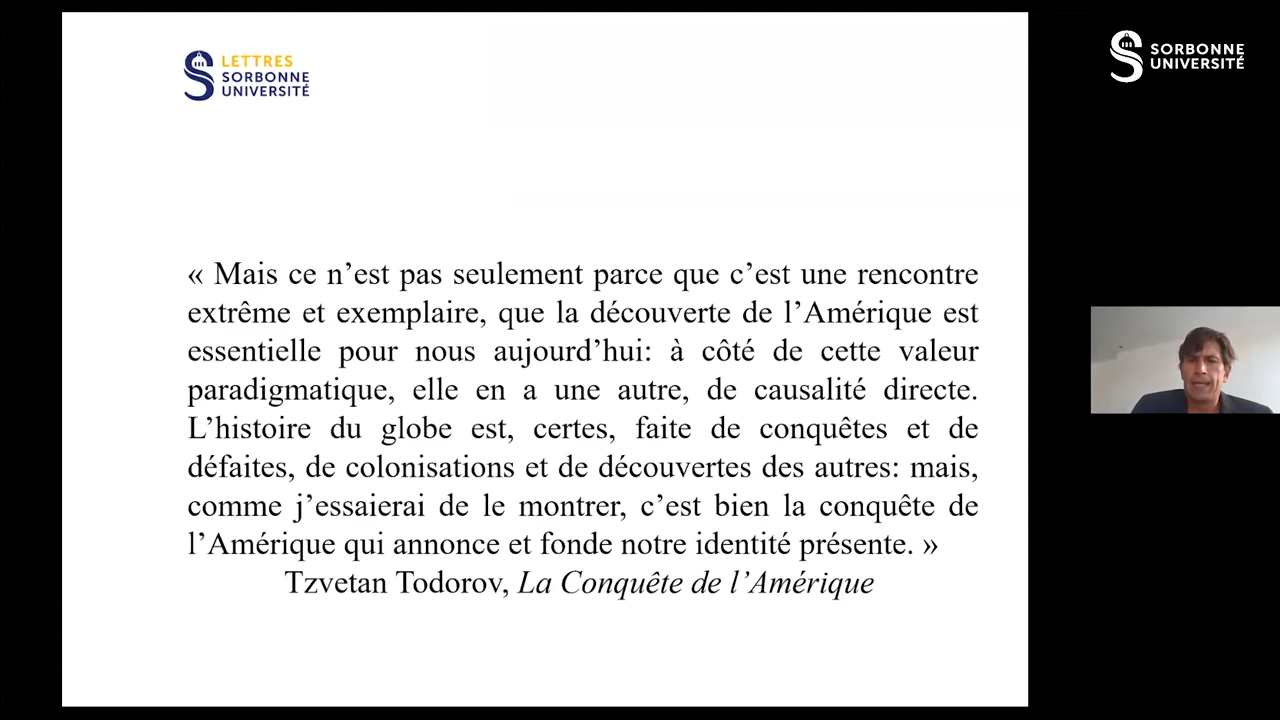 LETTRES
SORBONNE
UNIVERSITÉ
SORBONNE
UNIVERSITÉ
« Mais ce n’est pas seulement parce que c’est une rencontre
extrême et exemplaire, que la découverte de l’Amérique est
essentielle pour nous aujourd’hui: à côté de cette valeur
paradigmatique, elle en a une autre, de causalité directe.
L’histoire du globe est, certes, faite de conquêtes et de
défaites, de colonisations et de découvertes des autres: mais,
comme j’essaierai de le montrer, c’est bien la conquête de
l’Amérique qui annonce et fonde notre identité présente. »
Tzvetan Todorov, La Conquête de l’Amérique